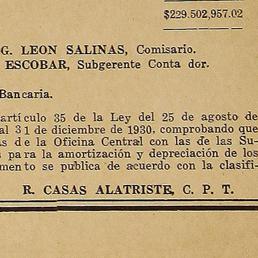 $229.502,957.02
G. LEON SALINAS, Comisario.
ESCOBAR, Subgerente Conta dor.
Bancaria.
artículo 35 de la Ley del 25 de agosto de
al 31 de diciembre de 1930, comprobando que
s de la Oficina Central con las de las Su-
s para la amortización y depreciación de los
mento se publica de acuerdo con la clasifi-
R. CASAS ALATRISTE, C. P. T.